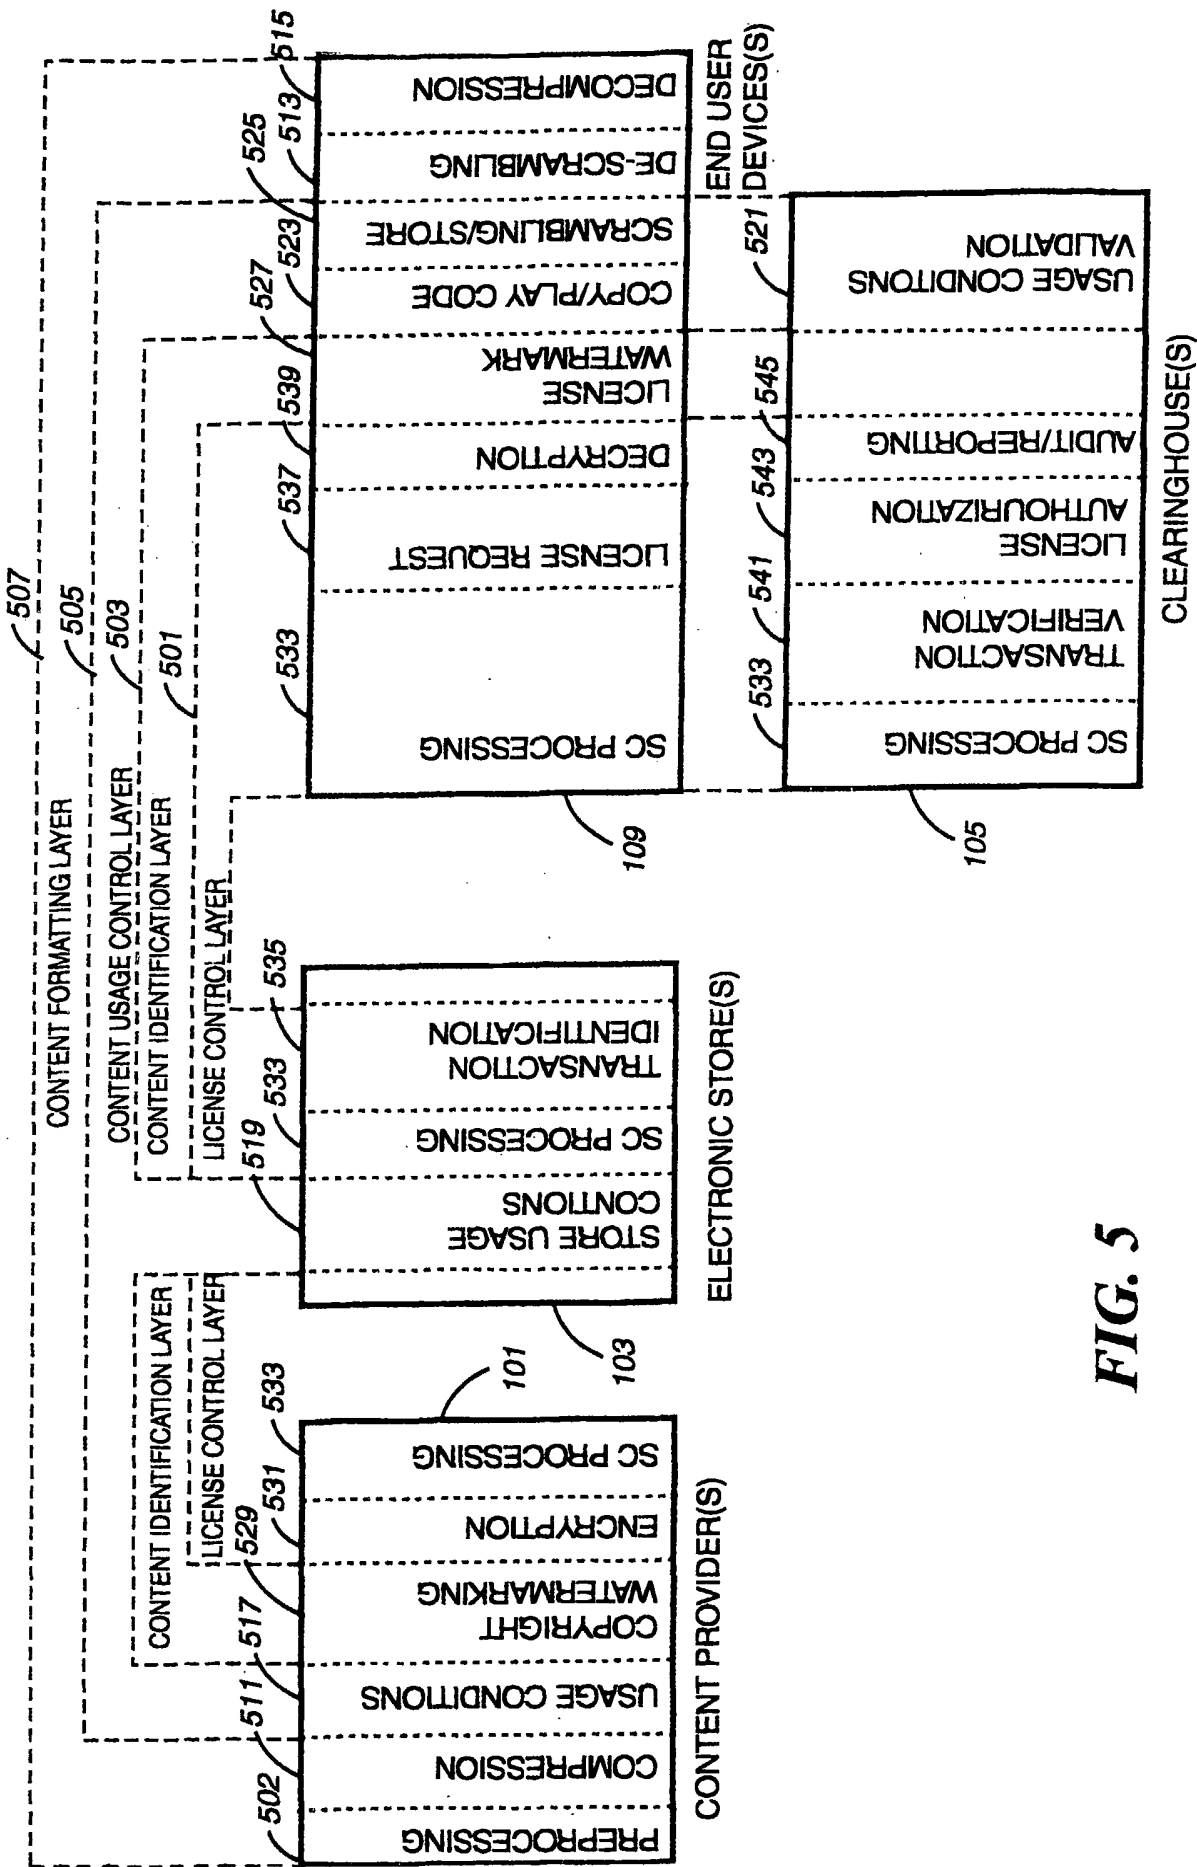 507
CONTENT FORMATTING LAYER
505
CONTENT USAGE CONTROL LAYER
503
CONTENT IDENTIFICATION LAYER
CONTENT IDENTIFICATION LAYER
501
LICENSE CONTROL LAYER
LICENSE CONTROL LAYER
502
511
517
529
531
533
PREPROCESSING
COMPRESSION
USAGE CONDITIONS
COPYRIGHT
WATERMARKING
ENCRYPTION
SC PROCESSING
101
CONTENT PROVIDER(S)
519
533
535
STORE USAGE
CONTIONS
SC PROCESSING
TRANSACTION
IDENTIFICATION
103
ELECTRONIC STORE(S)
533
537
539
527
523
525
513
515
SC PROCESSING
LICENSE REQUEST
DECRYPTION
LICENSE
WATERMARK
COPY/PLAY CODE
SCRAMBLING/STORE
DE-SCRAMBLING
DECOMPRESSION
109
END USER
DEVICES(S)
533
541
543
545
521
SC PROCESSING
TRANSACTION
VERIFICATION
LICENSE
AUTHOURIZATION
AUDIT/REPORTING
USAGE CONDITONS
VALIDATION
105
CLEARINGHOUSE(S)
FIG. 5